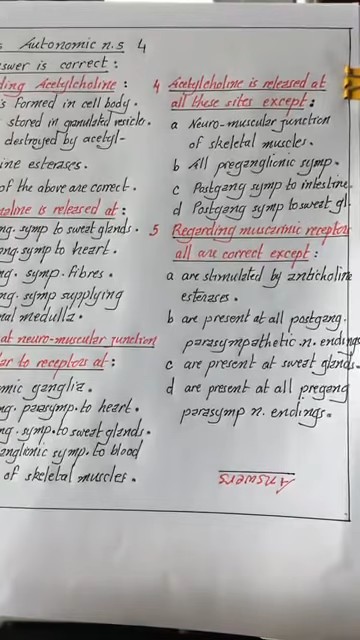 Autonomic n.s 4
swer is correct :
ding Acetylcholine :
s Formed in cell body.
stored in granulated vesicles.
destroyed by acetyl-
ine esterases.
of the above are correct.
holine is released at :
ng. symp to sweat glands.
ng symp to heart.
ng. symp. fibres.
ng. symp supplying
nal medulla.
at neuro-muscular junction
lar to receptors at :
mic ganglia.
ng. parasymp. to heart.
ng. symp. to sweat glands.
anglionic symp. to blood
of skeletal muscles.
4 Acetylcholine is released at
all these sites except :
a Neuro-muscular junction
of skeletal muscles.
b All preganglionic symp.
c Postgang symp to intestine
d Postgang symp to sweat gl.
5 Regarding muscarinic receptors
all are correct except :
a are stimulated by anticholine
esterases.
b are present at all postgang.
parasympathetic n. endings
c are present at sweat glands.
d are present at all pregang
parasymp n. endings.
Answers